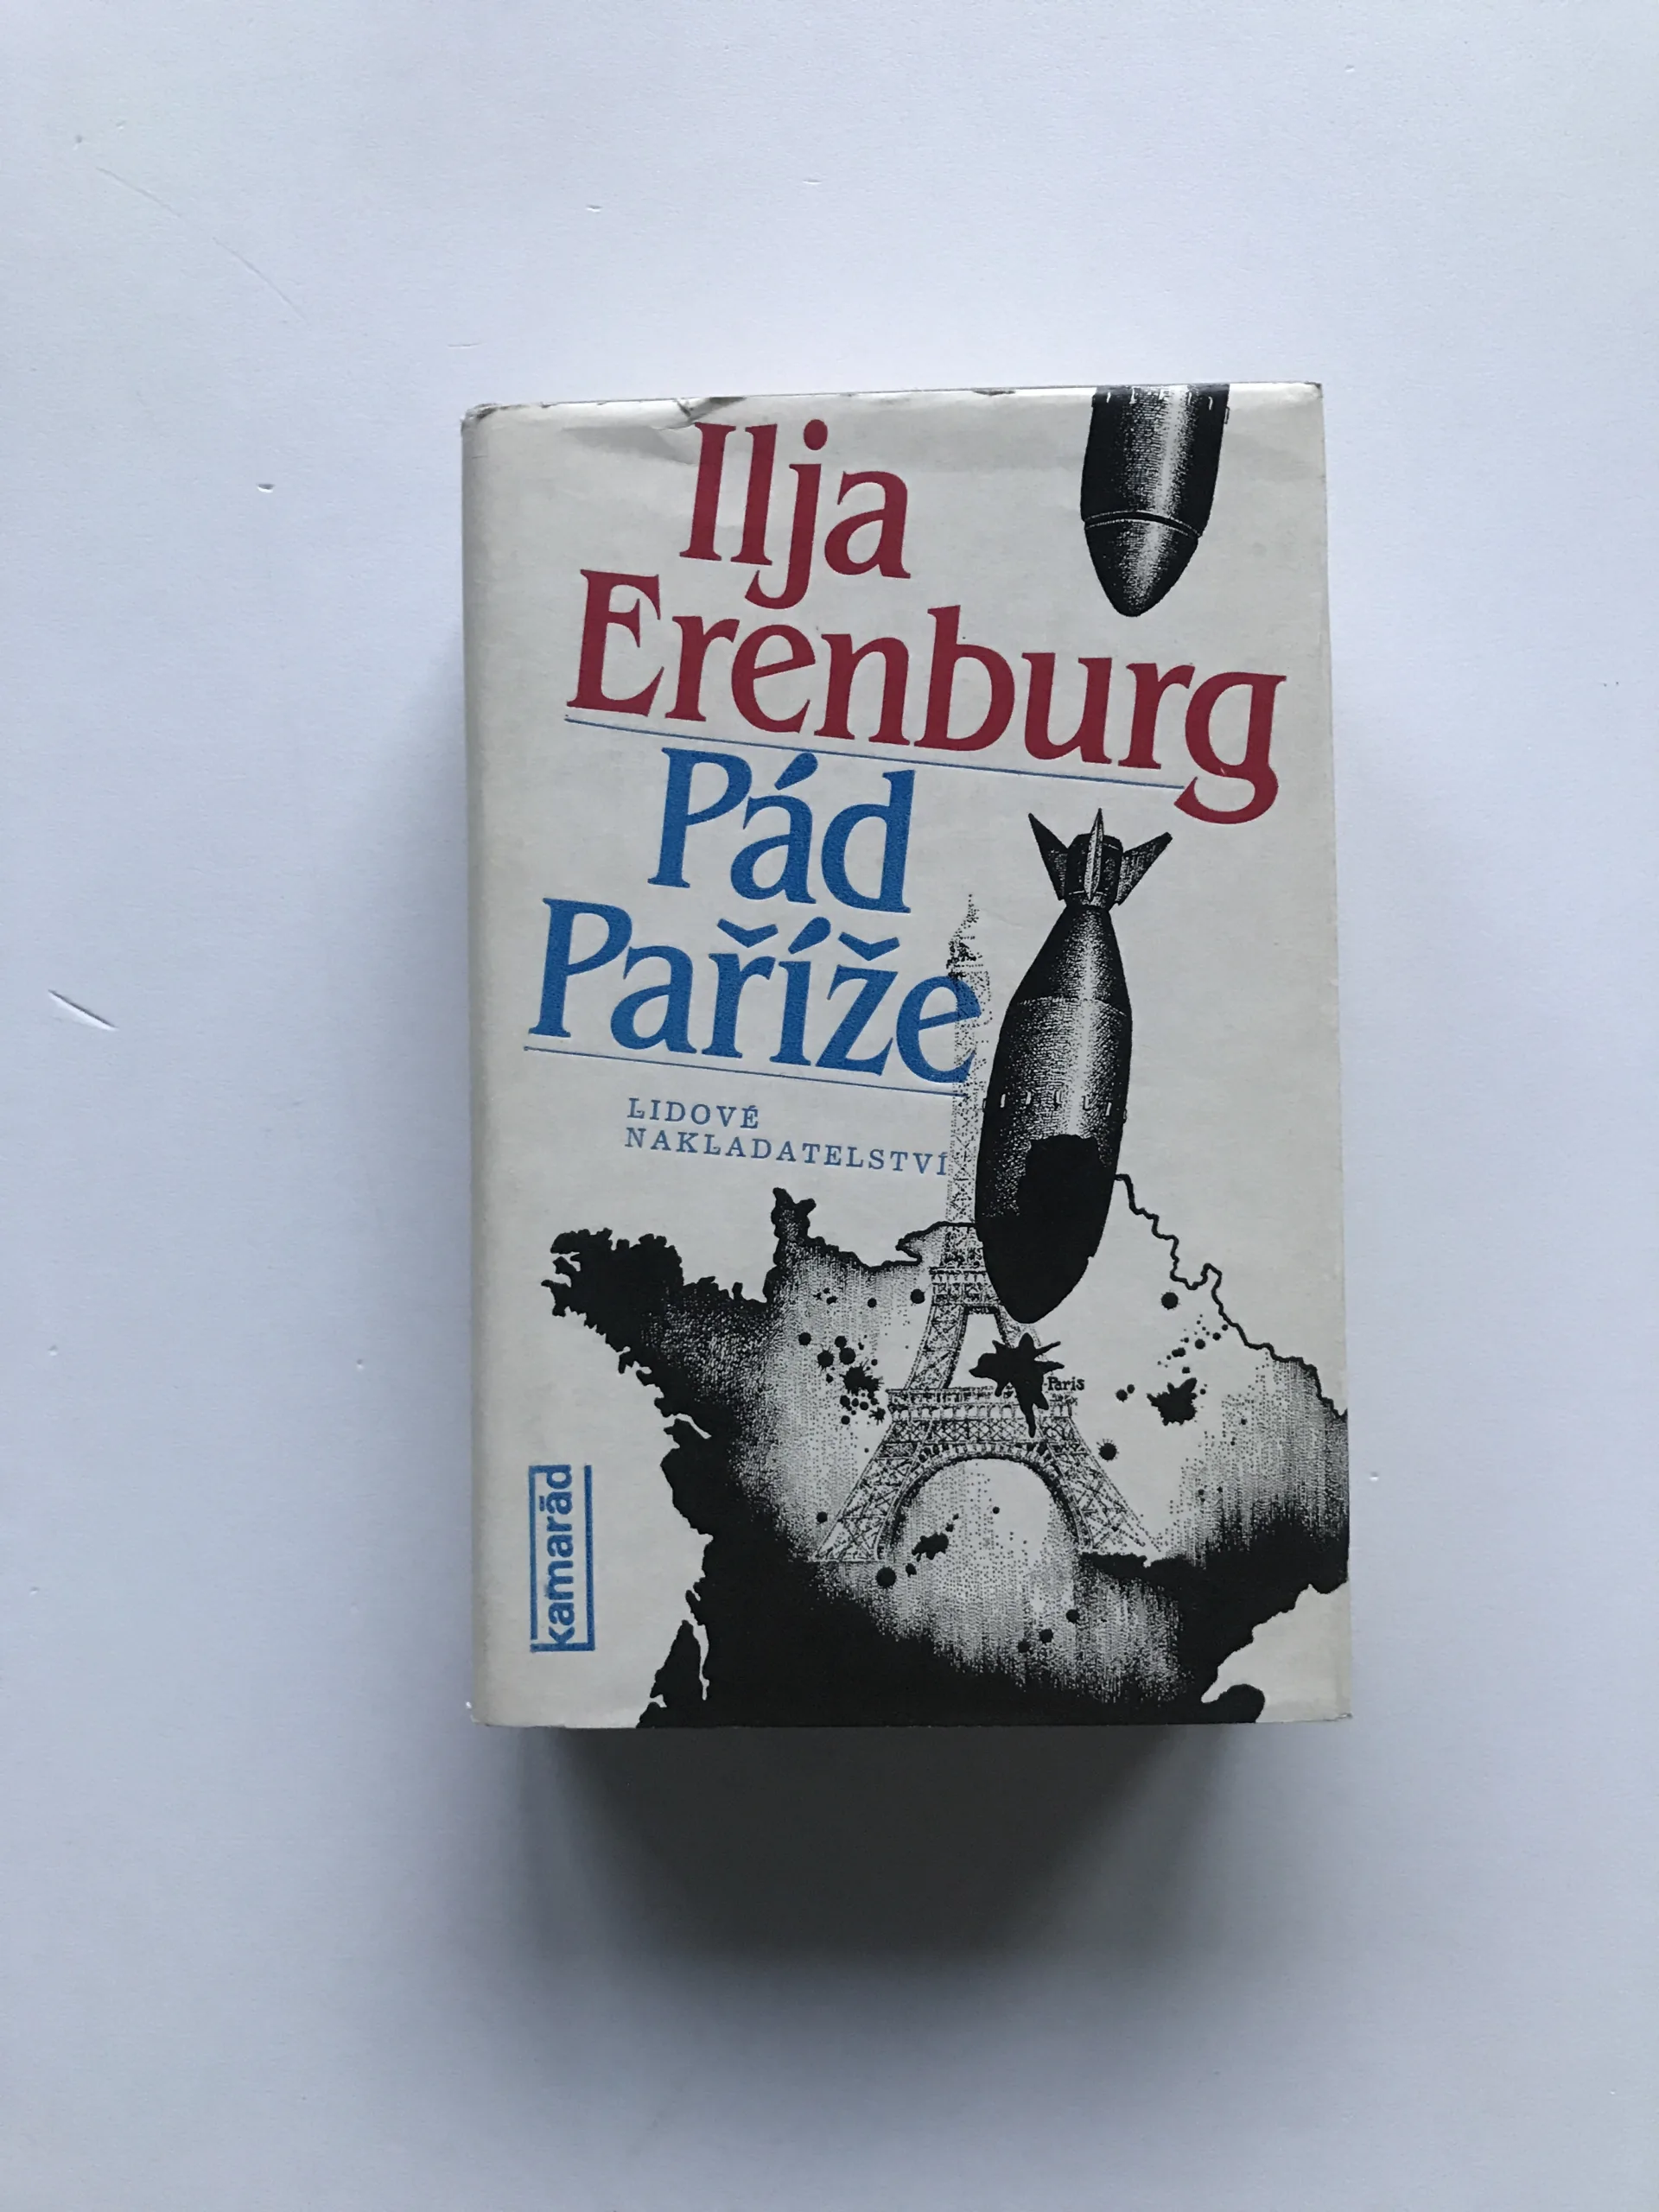 Ilja
Erenburg
Pád
Paříže
LIDOVÉ
NAKLADATELSTVÍ
Paris
kamarád